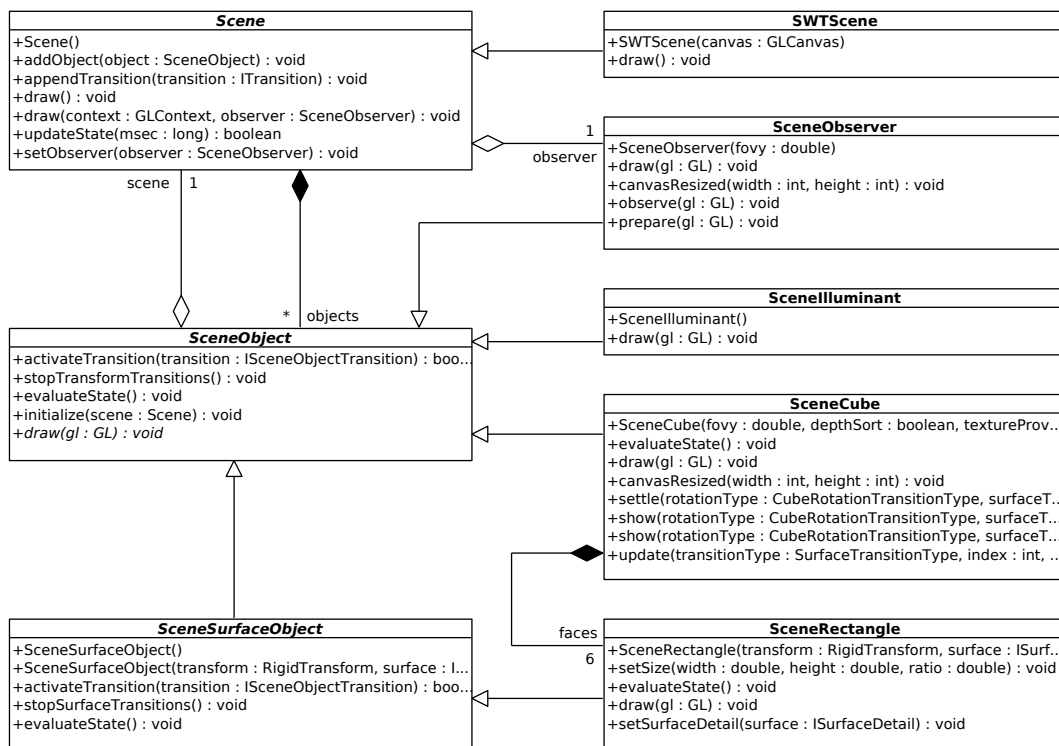 Scene
+Scene()
+addObject(object : SceneObject) : void
+appendTransition(transition : ITransition) : void
+draw() : void
+draw(context : GLContext, observer : SceneObserver) : void
+updateState(msec : long) : boolean
+setObserver(observer : SceneObserver) : void
SWTScene
+SWTScene(canvas : GLCanvas)
+draw() : void
1
observer
SceneObserver
+SceneObserver(fovy : double)
+draw(gl : GL) : void
+canvasResized(width : int, height : int) : void
+observe(gl : GL) : void
+prepare(gl : GL) : void
scene 1
* objects
SceneIlluminant
+SceneIlluminant()
+draw(gl : GL) : void
SceneObject
+activateTransition(transition : ISceneObjectTransition) : boo...
+stopTransformTransitions() : void
+evaluateState() : void
+initialize(scene : Scene) : void
+draw(gl : GL) : void
SceneCube
+SceneCube(fovy : double, depthSort : boolean, textureProv...
+evaluateState() : void
+draw(gl : GL) : void
+canvasResized(width : int, height : int) : void
+settle(rotationType : CubeRotationTransitionType, surfaceT...
+show(rotationType : CubeRotationTransitionType, surfaceT...
+show(rotationType : CubeRotationTransitionType, surfaceT...
+update(transitionType : SurfaceTransitionType, index : int, ...
faces
6
SceneSurfaceObject
+SceneSurfaceObject()
+SceneSurfaceObject(transform : RigidTransform, surface : I...
+activateTransition(transition : ISceneObjectTransition) : boo...
+stopSurfaceTransitions() : void
+evaluateState() : void
SceneRectangle
+SceneRectangle(transform : RigidTransform, surface : ISurf...
+setSize(width : double, height : double, ratio : double) : void
+evaluateState() : void
+draw(gl : GL) : void
+setSurfaceDetail(surface : ISurfaceDetail) : void